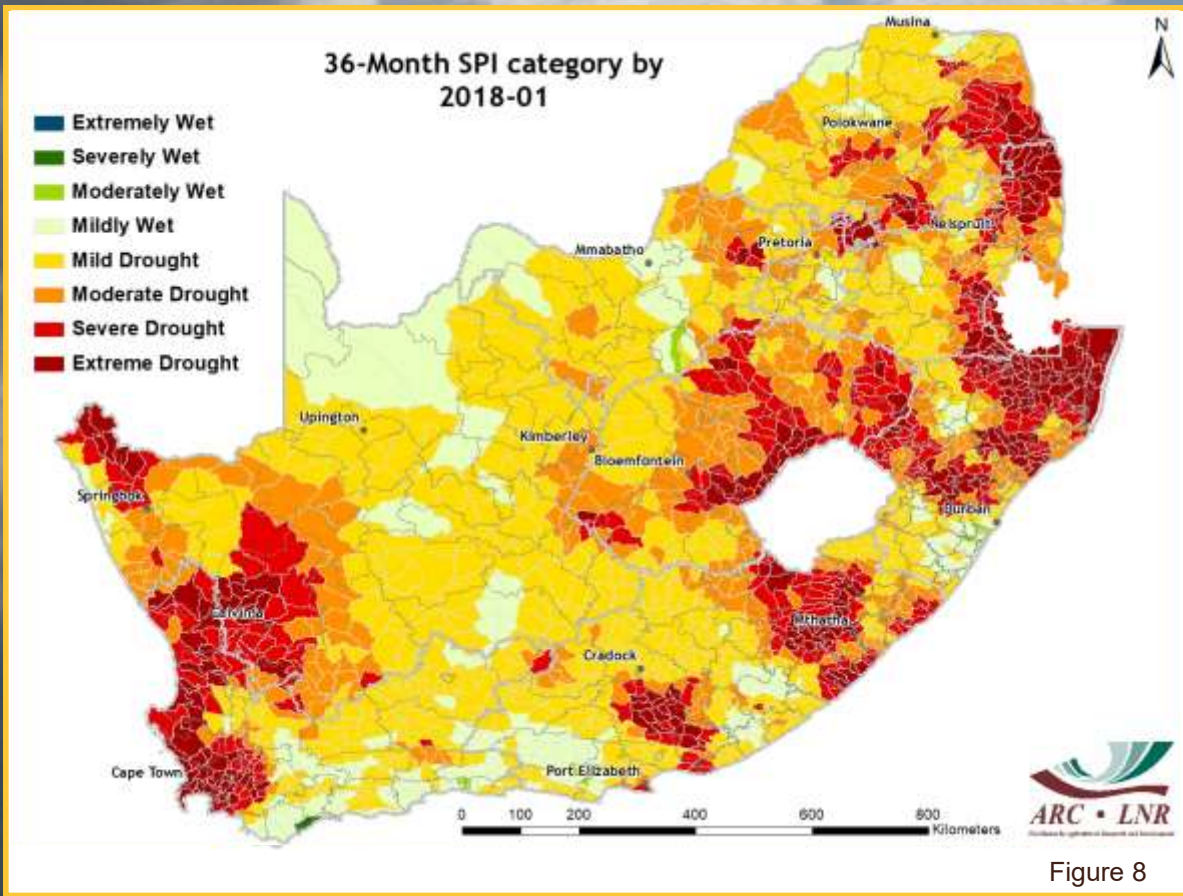 36-Month SPI category by
2018-01
N
Extremely Wet
Severely Wet
Moderately Wet
Mildly Wet
Mild Drought
Moderate Drought
Severe Drought
Extreme Drought
Musina
Polokwane
Nelspruit
Pretoria
Mmabatho
Upington
Kimberley
Bloemfontein
Springbok
Durban
Calvinia
Mthatha
Cradock
Cape Town
Port Elizabeth
0 100 200 400 600 800
Kilometers
ARC • LNR
Figure 8